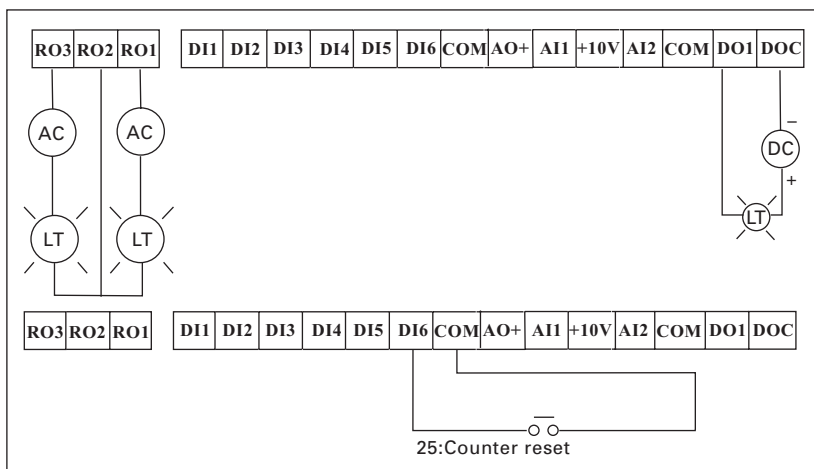 RO3 RO2 RO1 DI1 DI2 DI3 DI4 DI5 DI6 COM AO+ AI1 +10V AI2 COM DO1 DOC
AC AC
−
DC
+
LT LT LT
RO3 RO2 RO1 DI1 DI2 DI3 DI4 DI5 DI6 COM AO+ AI1 +10V AI2 COM DO1 DOC
25:Counter reset